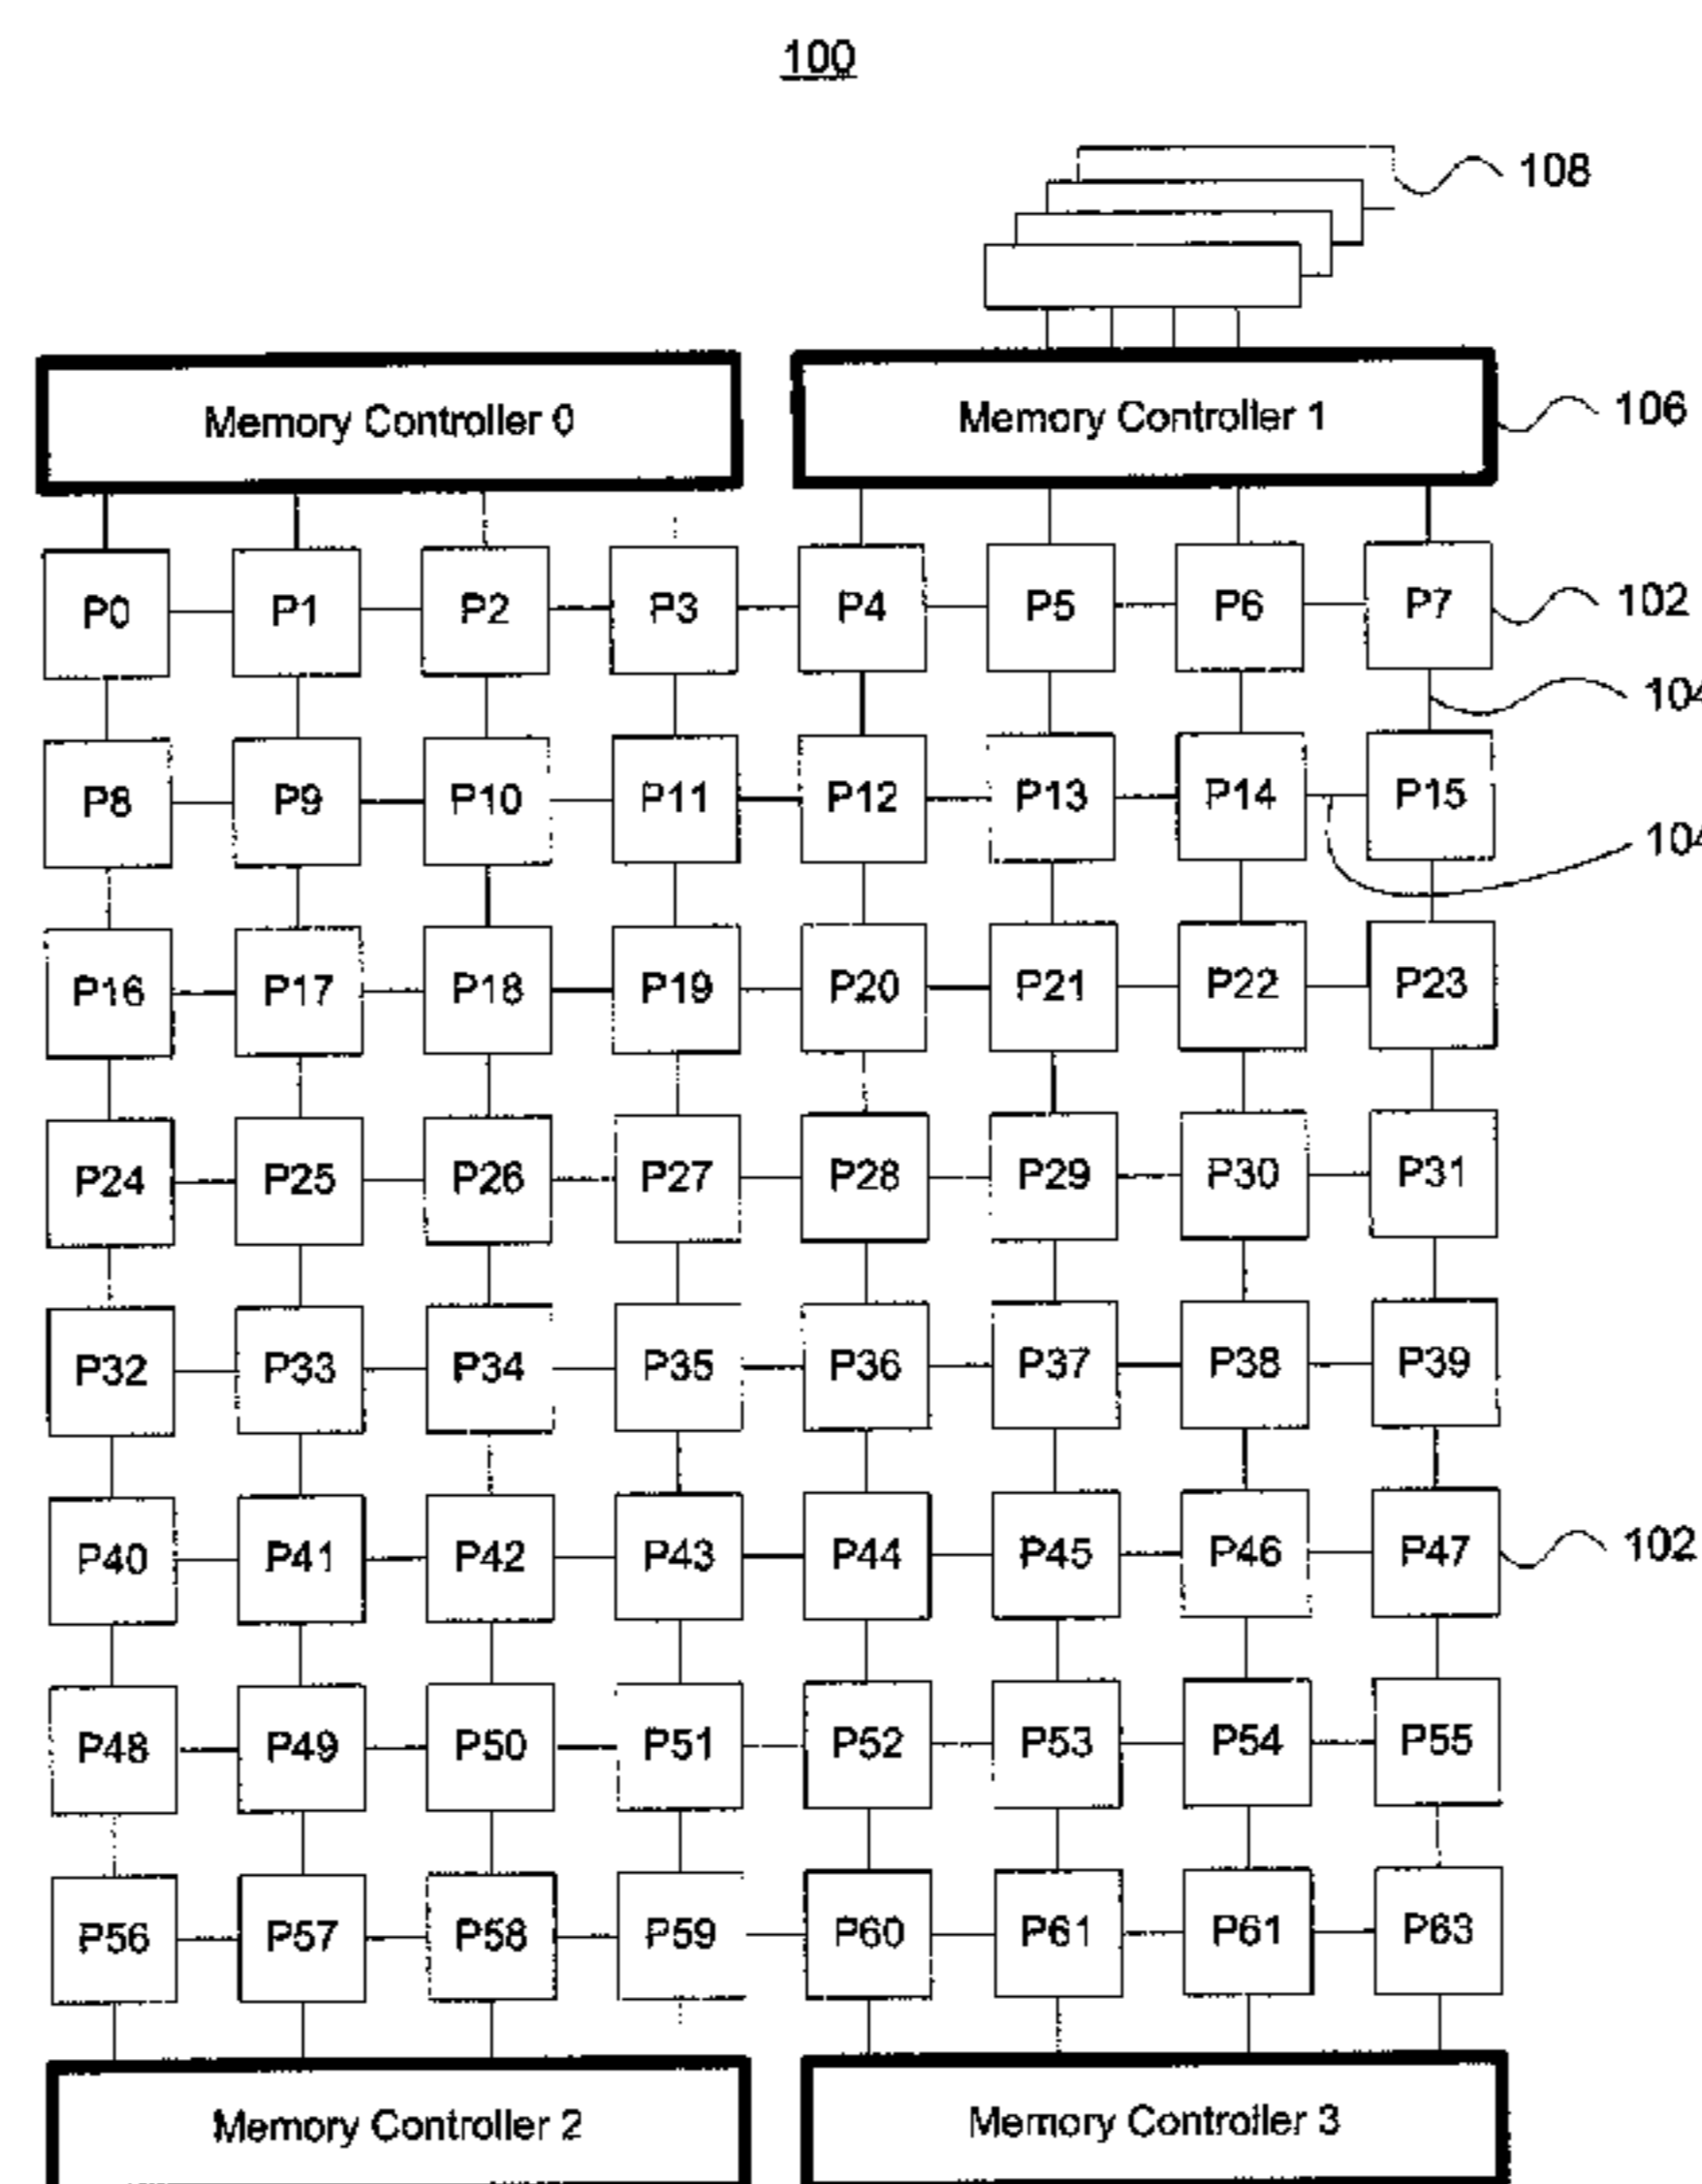 100
108
Memory Controller 0
Memory Controller 1
106
P0 P1 P2 P3 P4 P5 P6 P7
102
104
P8 P9 P10 P11 P12 P13 P14 P15
104
P16 P17 P18 P19 P20 P21 P22 P23
P24 P25 P26 P27 P28 P29 P30 P31
P32 P33 P34 P35 P36 P37 P38 P39
P40 P41 P42 P43 P44 P45 P46 P47
102
P48 P49 P50 P51 P52 P53 P54 P55
P56 P57 P58 P59 P60 P61 P61 P63
Memory Controller 2
Memory Controller 3